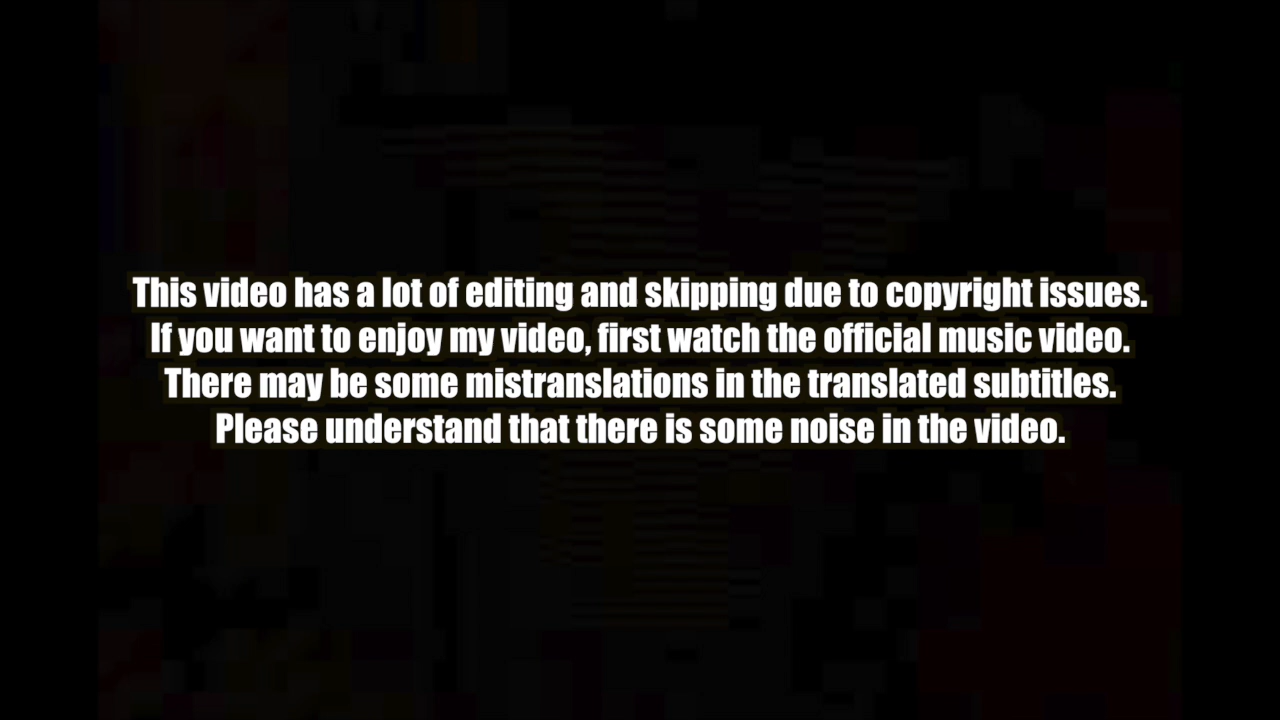 This video has a lot of editing and skipping due to copyright issues.
If you want to enjoy my video, first watch the official music video.
There may be some mistranslations in the translated subtitles.
Please understand that there is some noise in the video.